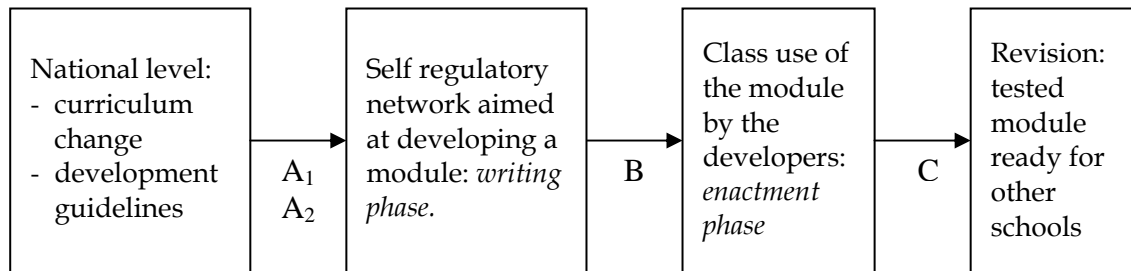 National level:
- curriculum
change
- development
guidelines
A1
A2
Self regulatory
network aimed
at developing a
module: writing
phase.
B
Class use of
the module
by the
developers:
enactment
phase
C
Revision:
tested
module
ready for
other
schools